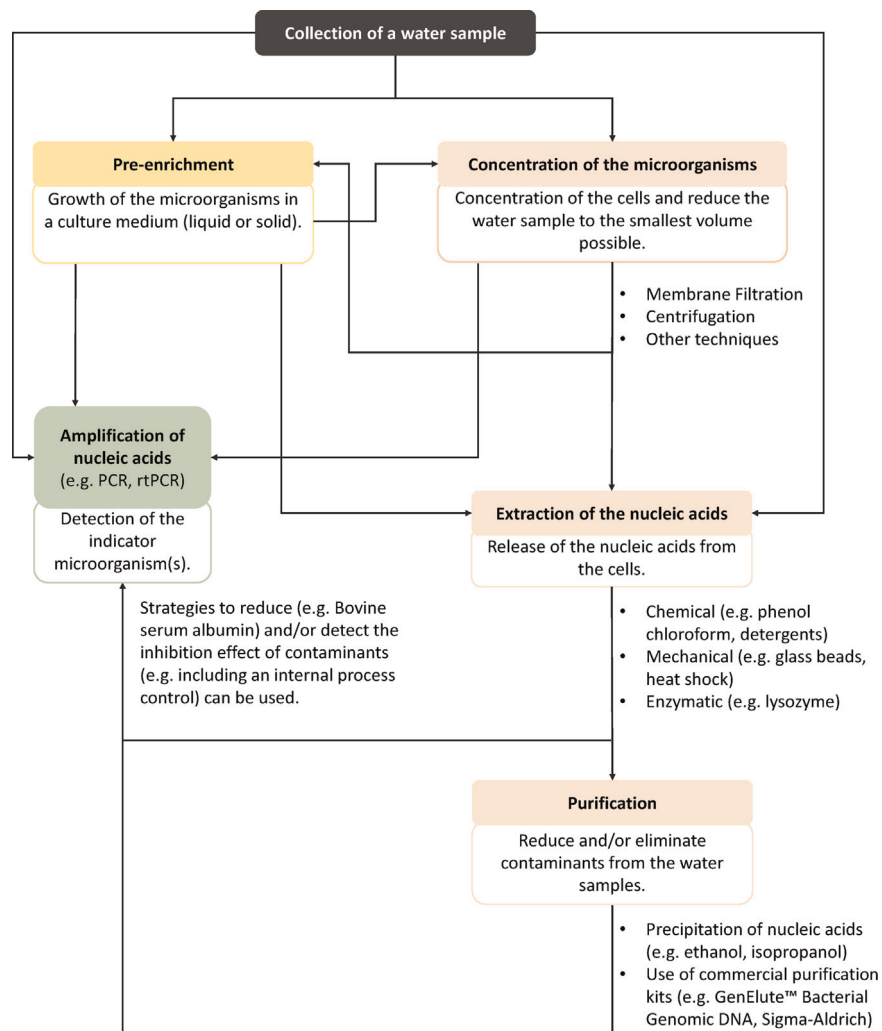 Collection of a water sample
Pre-enrichment
Growth of the microorganisms in
a culture medium (liquid or solid).
Concentration of the microorganisms
Concentration of the cells and reduce the
water sample to the smallest volume
possible.
• Membrane Filtration
• Centrifugation
• Other techniques
Amplification of
nucleic acids
(e.g. PCR, rtPCR)
Detection of the
indicator
microorganism(s).
Extraction of the nucleic acids
Release of the nucleic acids from
the cells.
Strategies to reduce (e.g. Bovine
serum albumin) and/or detect the
inhibition effect of contaminants
(e.g. including an internal process
control) can be used.
• Chemical (e.g. phenol
chloroform, detergents)
• Mechanical (e.g. glass beads,
heat shock)
• Enzymatic (e.g. lysozyme)
Purification
Reduce and/or eliminate
contaminants from the water
samples.
• Precipitation of nucleic acids
(e.g. ethanol, isopropanol)
• Use of commercial purification
kits (e.g. GenElute™ Bacterial
Genomic DNA, Sigma-Aldrich)